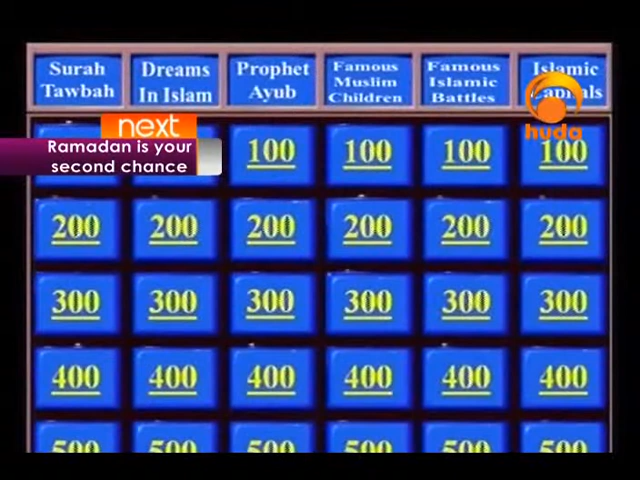 Surah
Tawbah
Dreams
In Islam
Prophet
Ayub
Famous
Muslim
Children
Famous
Islamic
Battles
Islamic
Capitals
huda
next
Ramadan is your
second chance
100 100 100 100
200 200 200 200 200 200
300 300 300 300 300 300
400 400 400 400 400 400
500 500 500 500 500 500